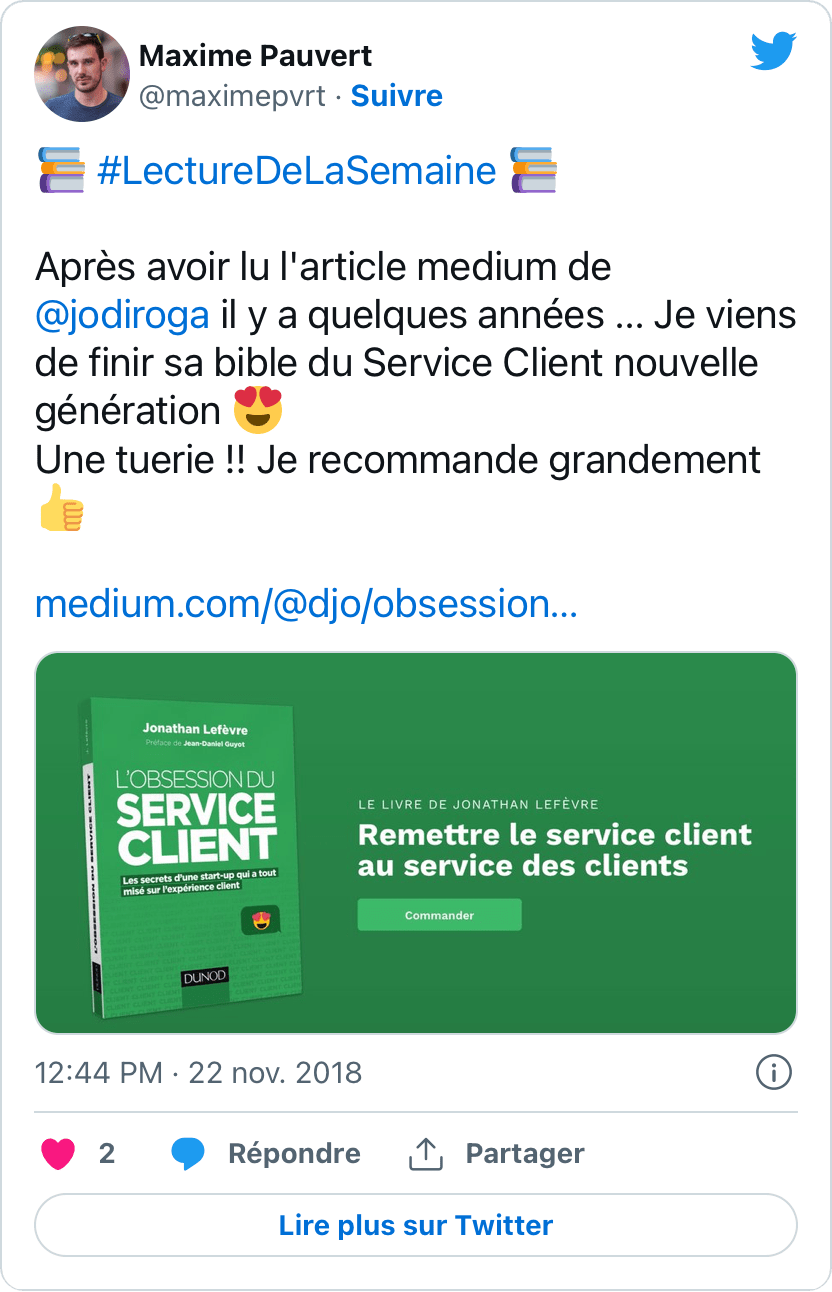 Maxime Pauvert
@maximepvrt · Suivre
📚 #LectureDeLaSemaine 📚
Après avoir lu l'article medium de
@jodiroga il y a quelques années ... Je viens
de finir sa bible du Service Client nouvelle
génération 😍
Une tuerie !! Je recommande grandement
👍
medium.com/@djo/obsession...
Jonathan Lefèvre
Préface de Jean-Daniel Guyot
L'OBSESSION DU
SERVICE
CLIENT
Les secrets d'une start-up qui a tout
misé sur l'expérience client
DUNOD
L'OBSESSION DU SERVICE CLIENT
LE LIVRE DE JONATHAN LEFÈVRE
Remettre le service client
au service des clients
Commander
12:44 PM · 22 nov. 2018
2 Répondre Partager
Lire plus sur Twitter